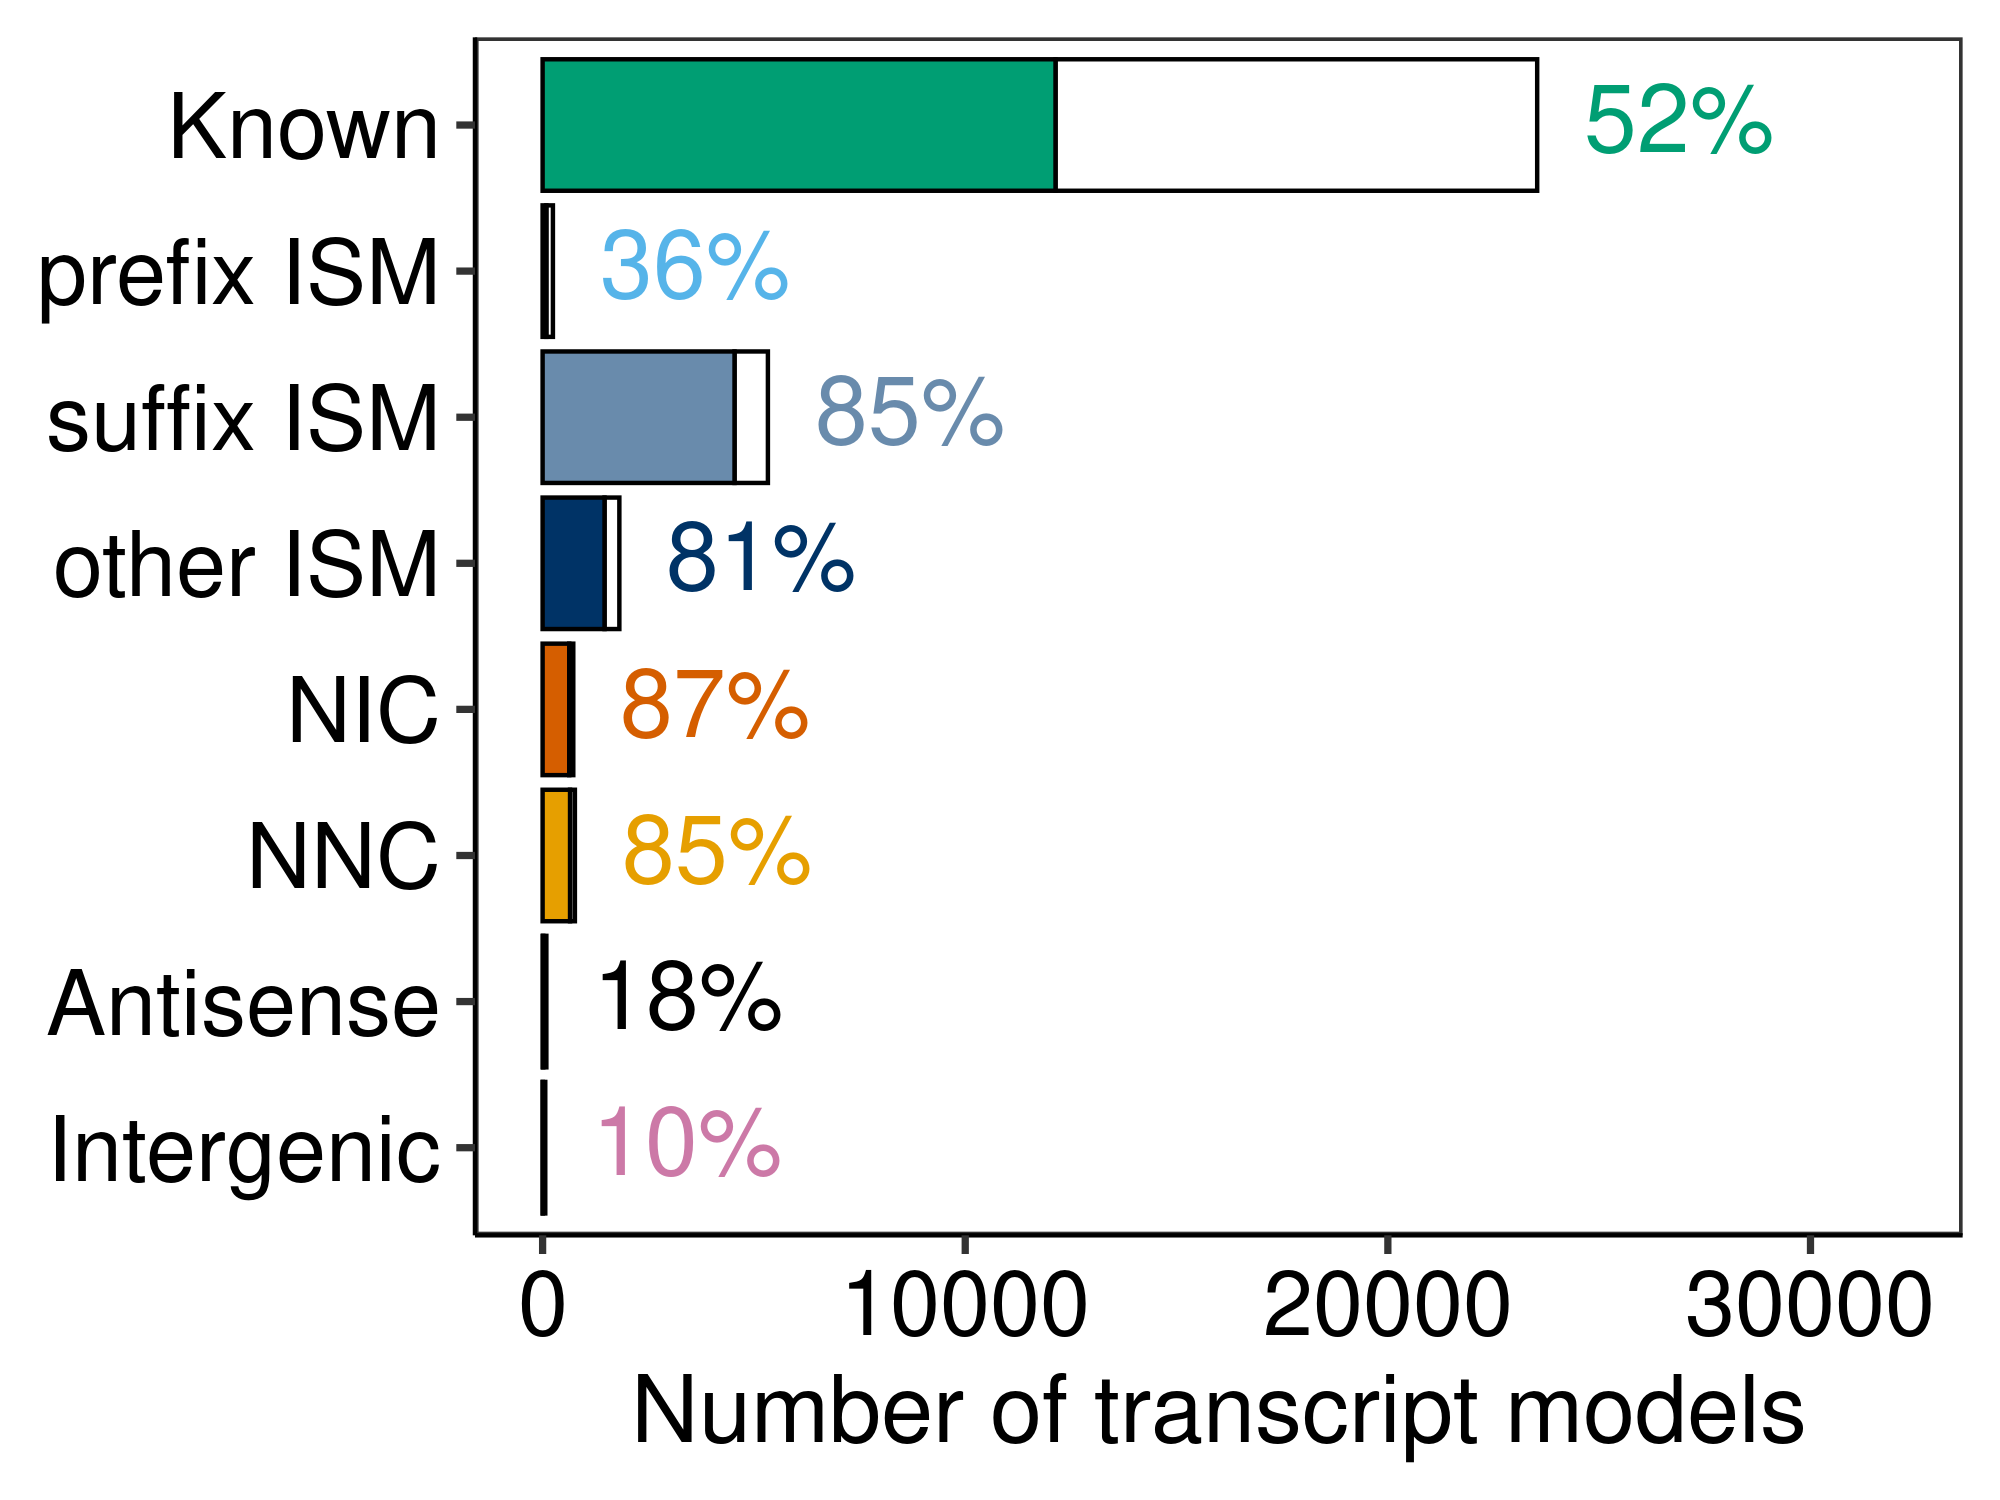 Known 52%
prefix ISM 36%
suffix ISM 85%
other ISM 81%
NIC 87%
NNC 85%
Antisense 18%
Intergenic 10%
0 10000 20000 30000
Number of transcript models